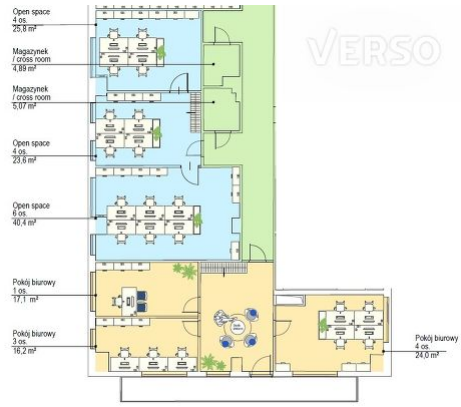 Open space
4 os.
25,8 m²
VERSO
Magazynek
/ cross room
4,89 m²
Magazynek
/ cross room
5,07 m²
Open space
4 os.
23,6 m²
Open space
6 os.
40,4 m²
Pokój biurowy
1 os.
17,1 m²
Pokój biurowy
3 os.
16,2 m²
Pokój biurowy
4 os.
24,0 m²